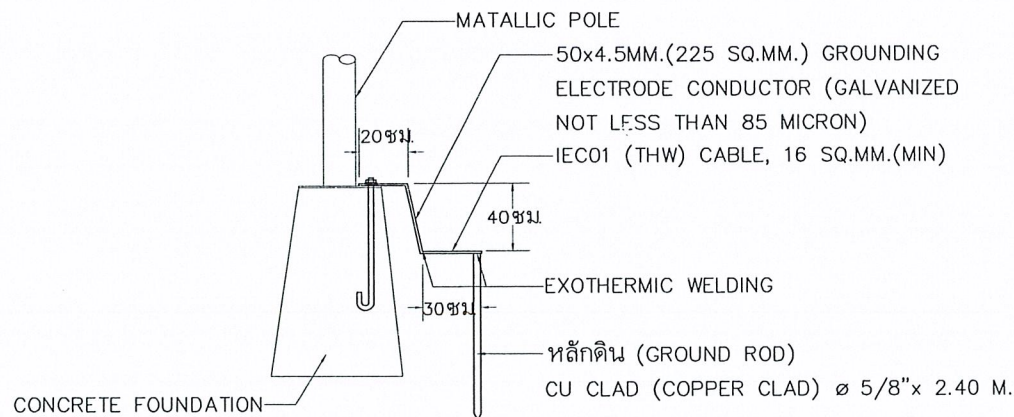 MATALLIC POLE
50x4.5MM.(225 SQ.MM.) GROUNDING
ELECTRODE CONDUCTOR (GALVANIZED
NOT LESS THAN 85 MICRON)
20ซม.
IEC01 (THW) CABLE, 16 SQ.MM.(MIN)
40ซม.
EXOTHERMIC WELDING
30ซม.
หลักดิน (GROUND ROD)
CU CLAD (COPPER CLAD) ø 5/8"x 2.40 M.
CONCRETE FOUNDATION